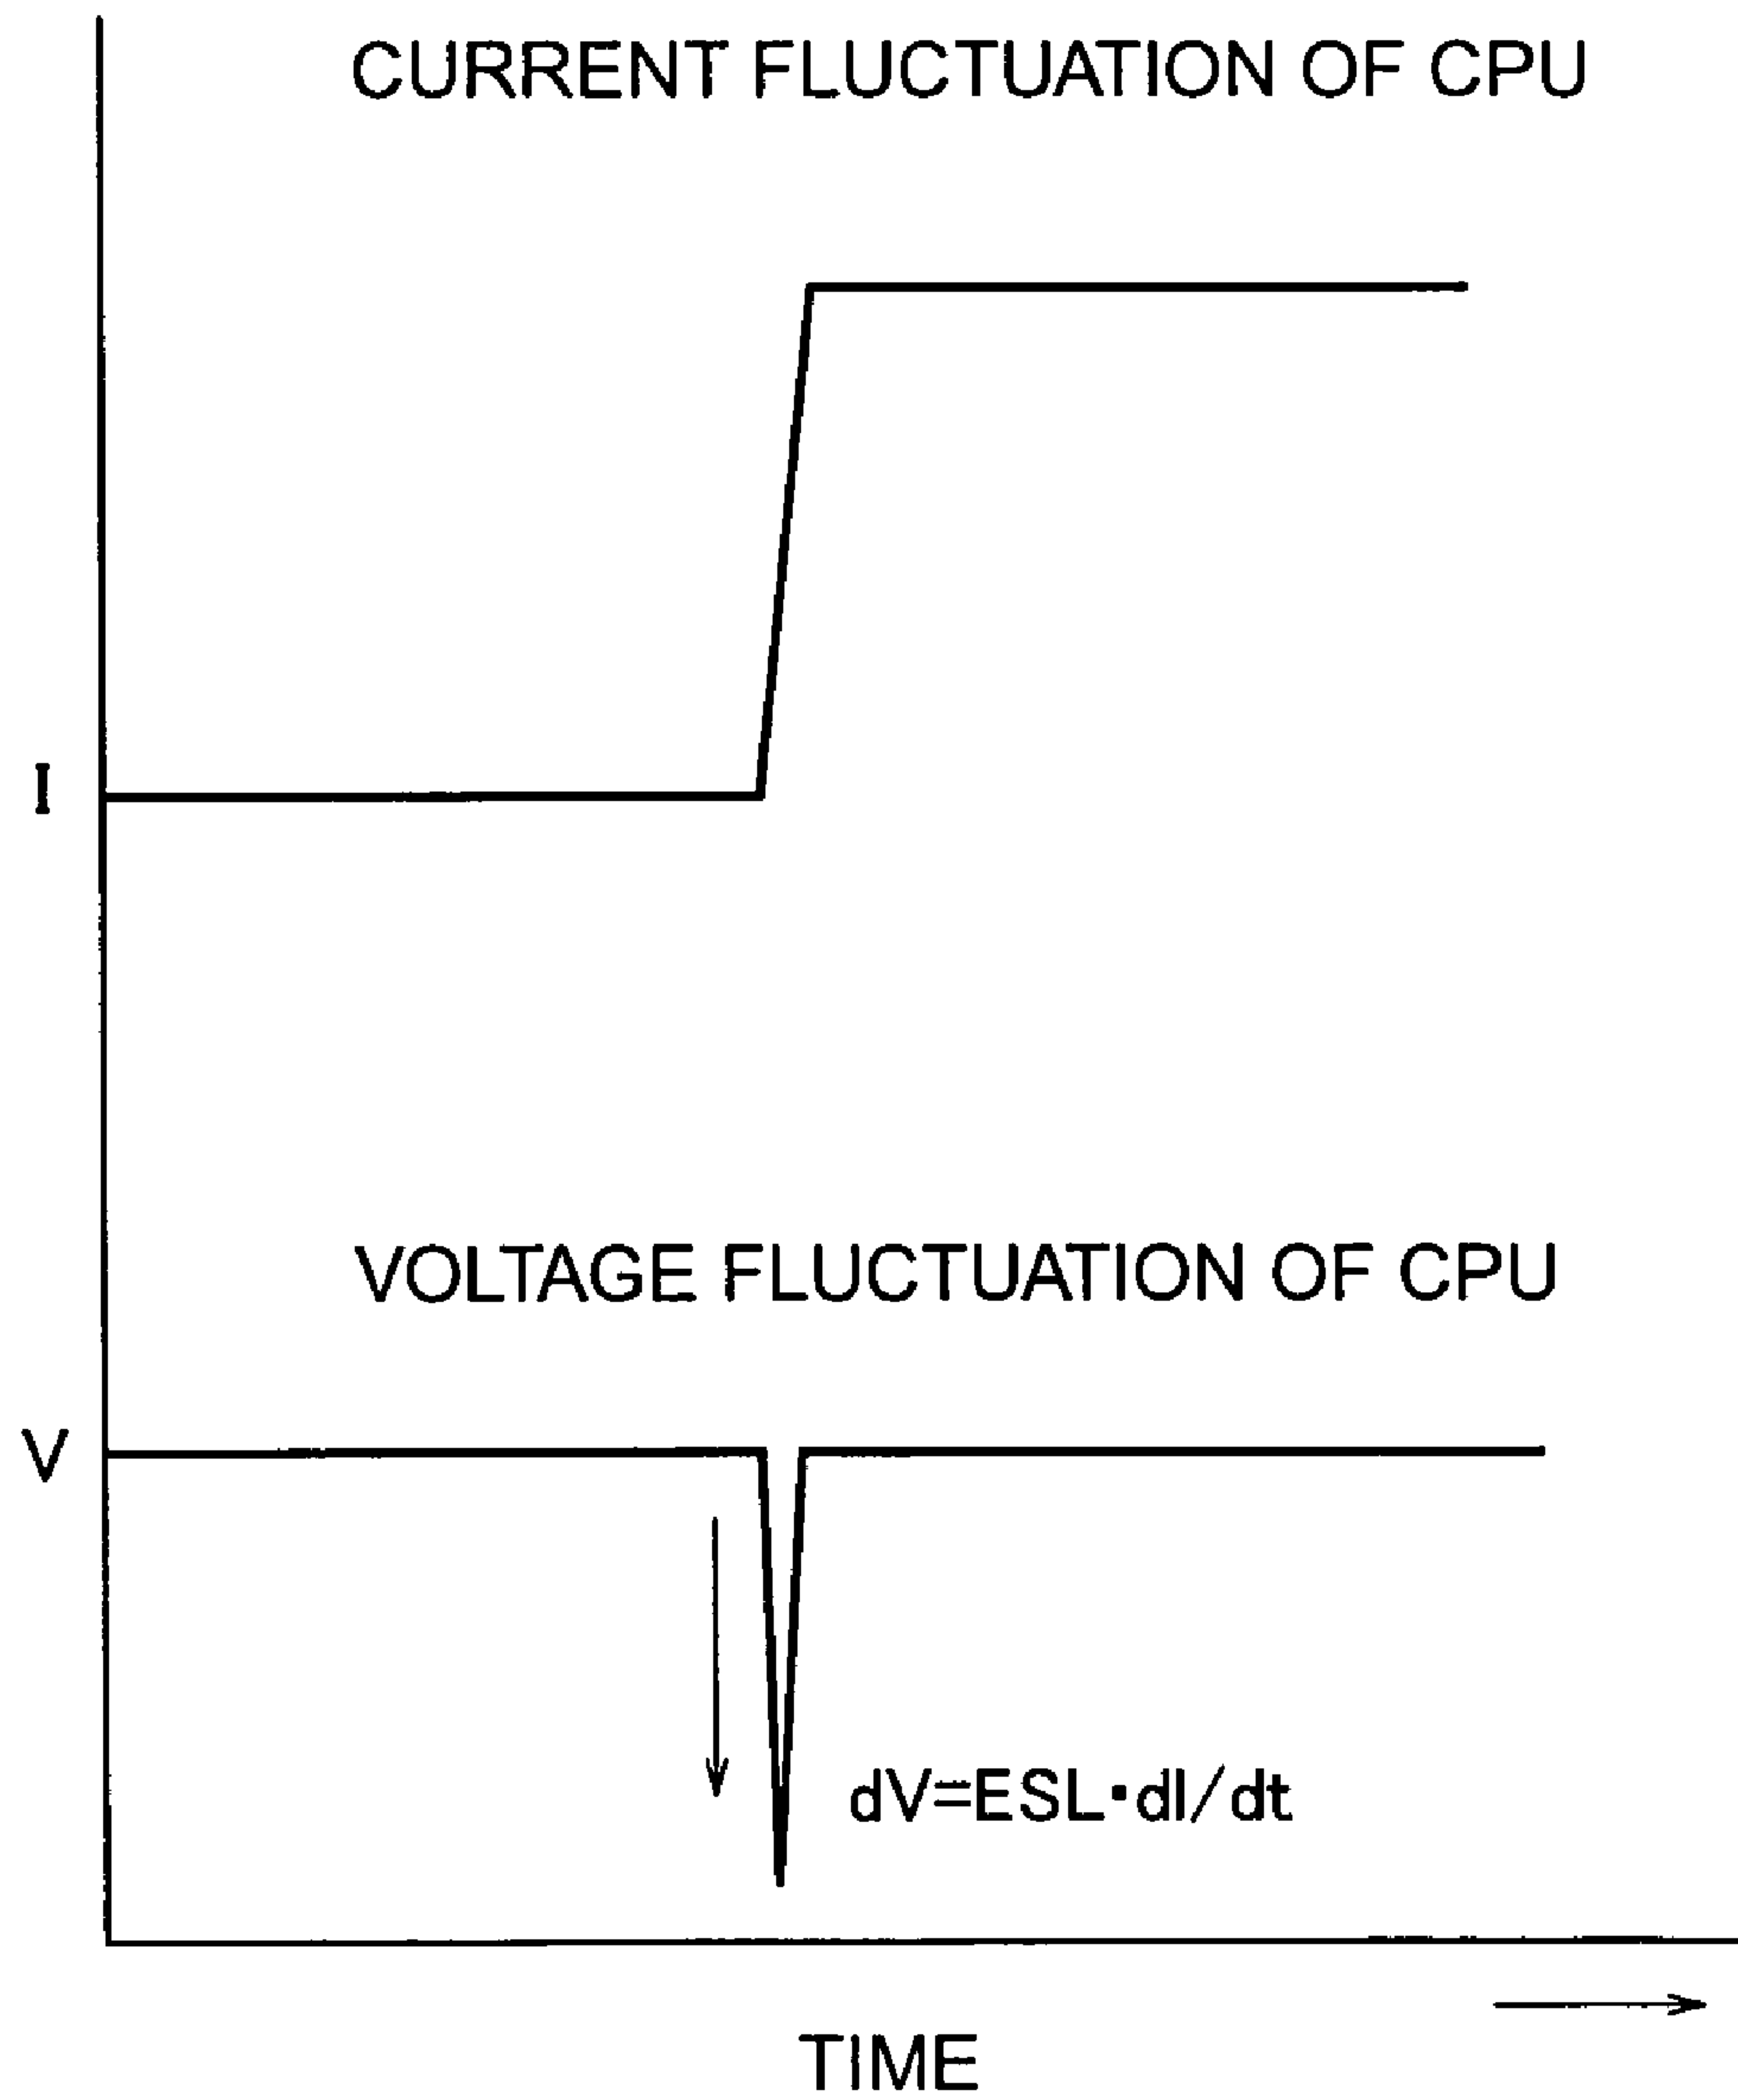 CURRENT FLUCTUATION OF CPU
I
VOLTAGE FLUCTUATION OF CPU
V
dV=ESL・dI/dt
TIME